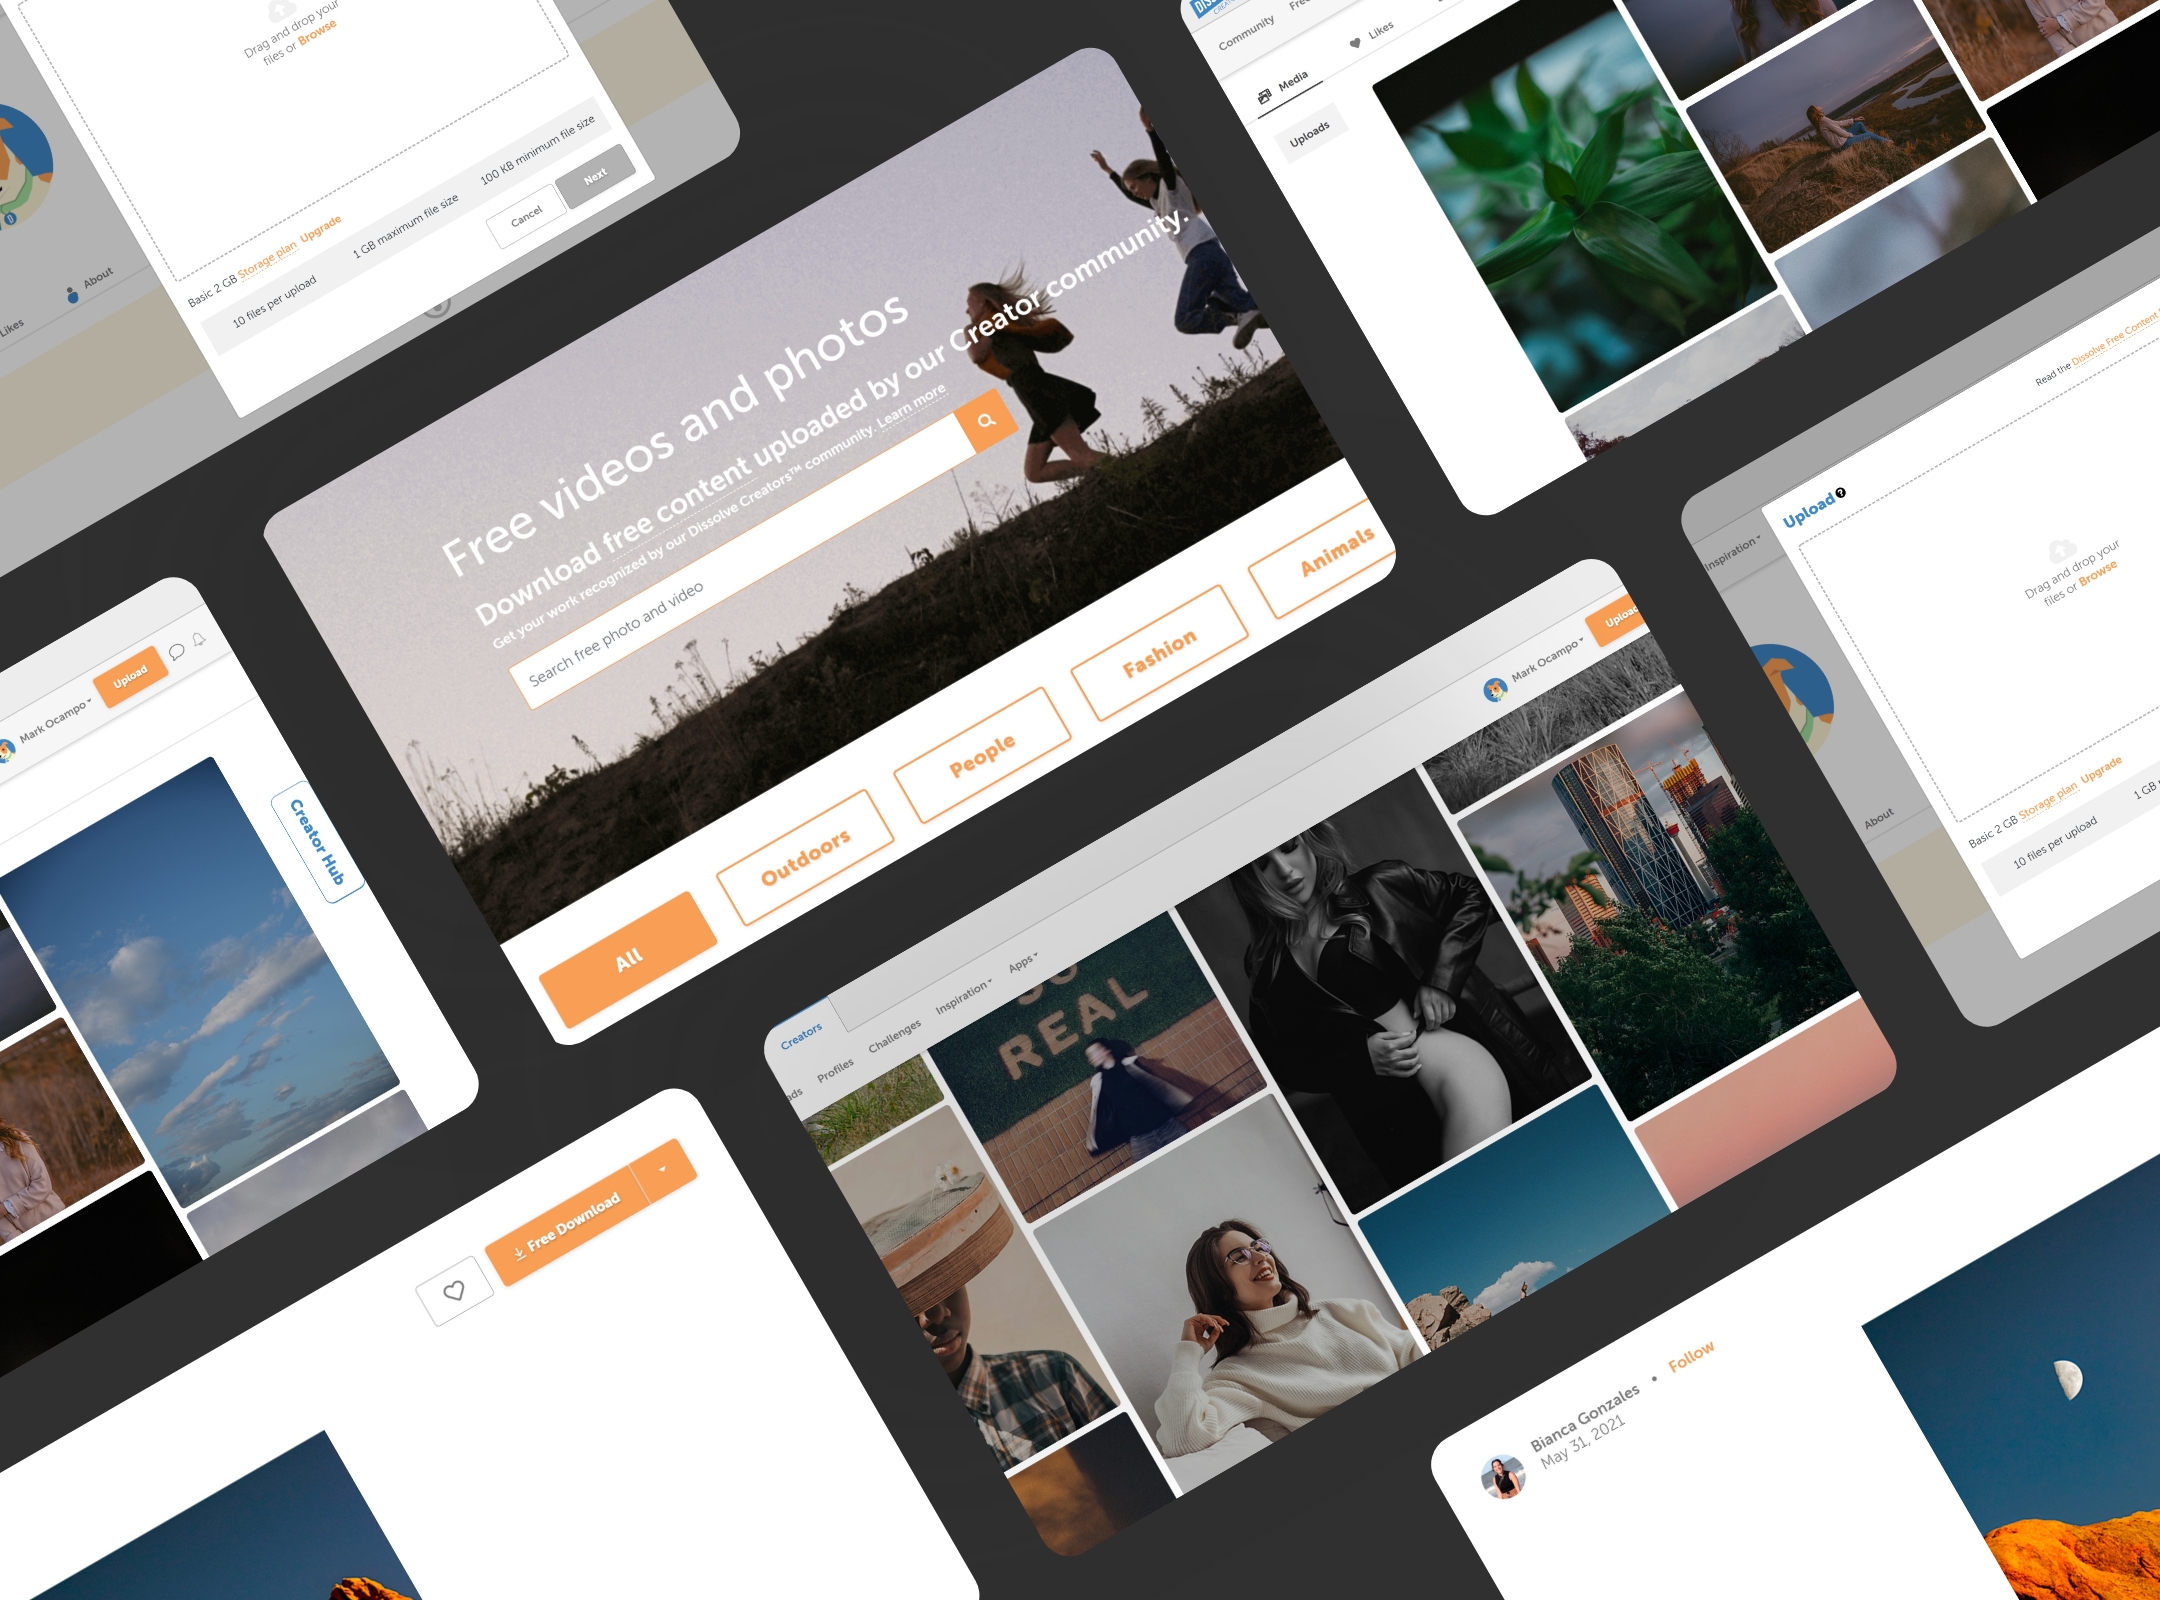 Drag and drop your
files or Browse
Basic 2 GB Storage plan Upgrade
10 files per upload
1 GB maximum file size
100 KB minimum file size
Cancel
Next
Likes
About
Free videos and photos
Download free content uploaded by our Creator community.
Get your work recognized by our Dissolve Creators™ community. Learn more
Search free photo and video
All
Outdoors
People
Fashion
Animals
Community
Likes
Media
Uploads
Mark Ocampo
Upload
Creator Hub
Inspiration
Upload
Read the Dissolve Free Content
Drag and drop your
files or Browse
Basic 2 GB Storage plan Upgrade
10 files per upload
1 GB
About
Creators
Profiles
Challenges
Inspiration
Apps
Mark Ocampo
Upload
REAL
Free Download
Bianca Gonzales • Follow
May 31, 2021